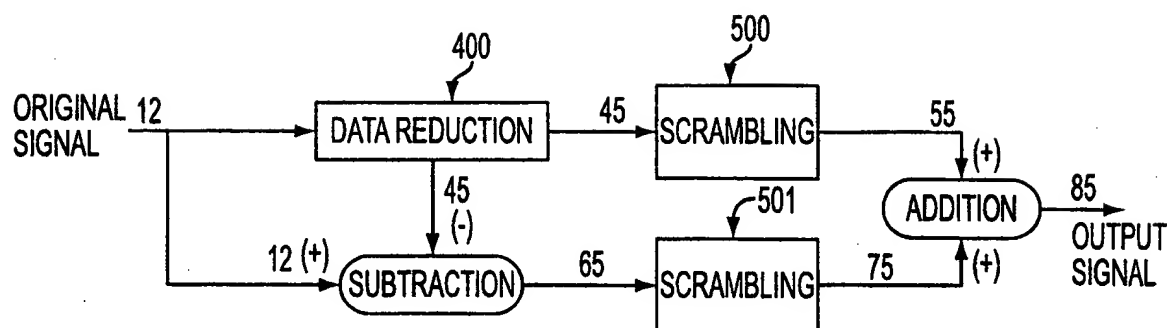 400
500
ORIGINAL
SIGNAL
12
DATA REDUCTION
45
SCRAMBLING
55
(+)
45
(-)
501
ADDITION
85
OUTPUT
SIGNAL
12 (+)
SUBTRACTION
65
SCRAMBLING
75
(+)